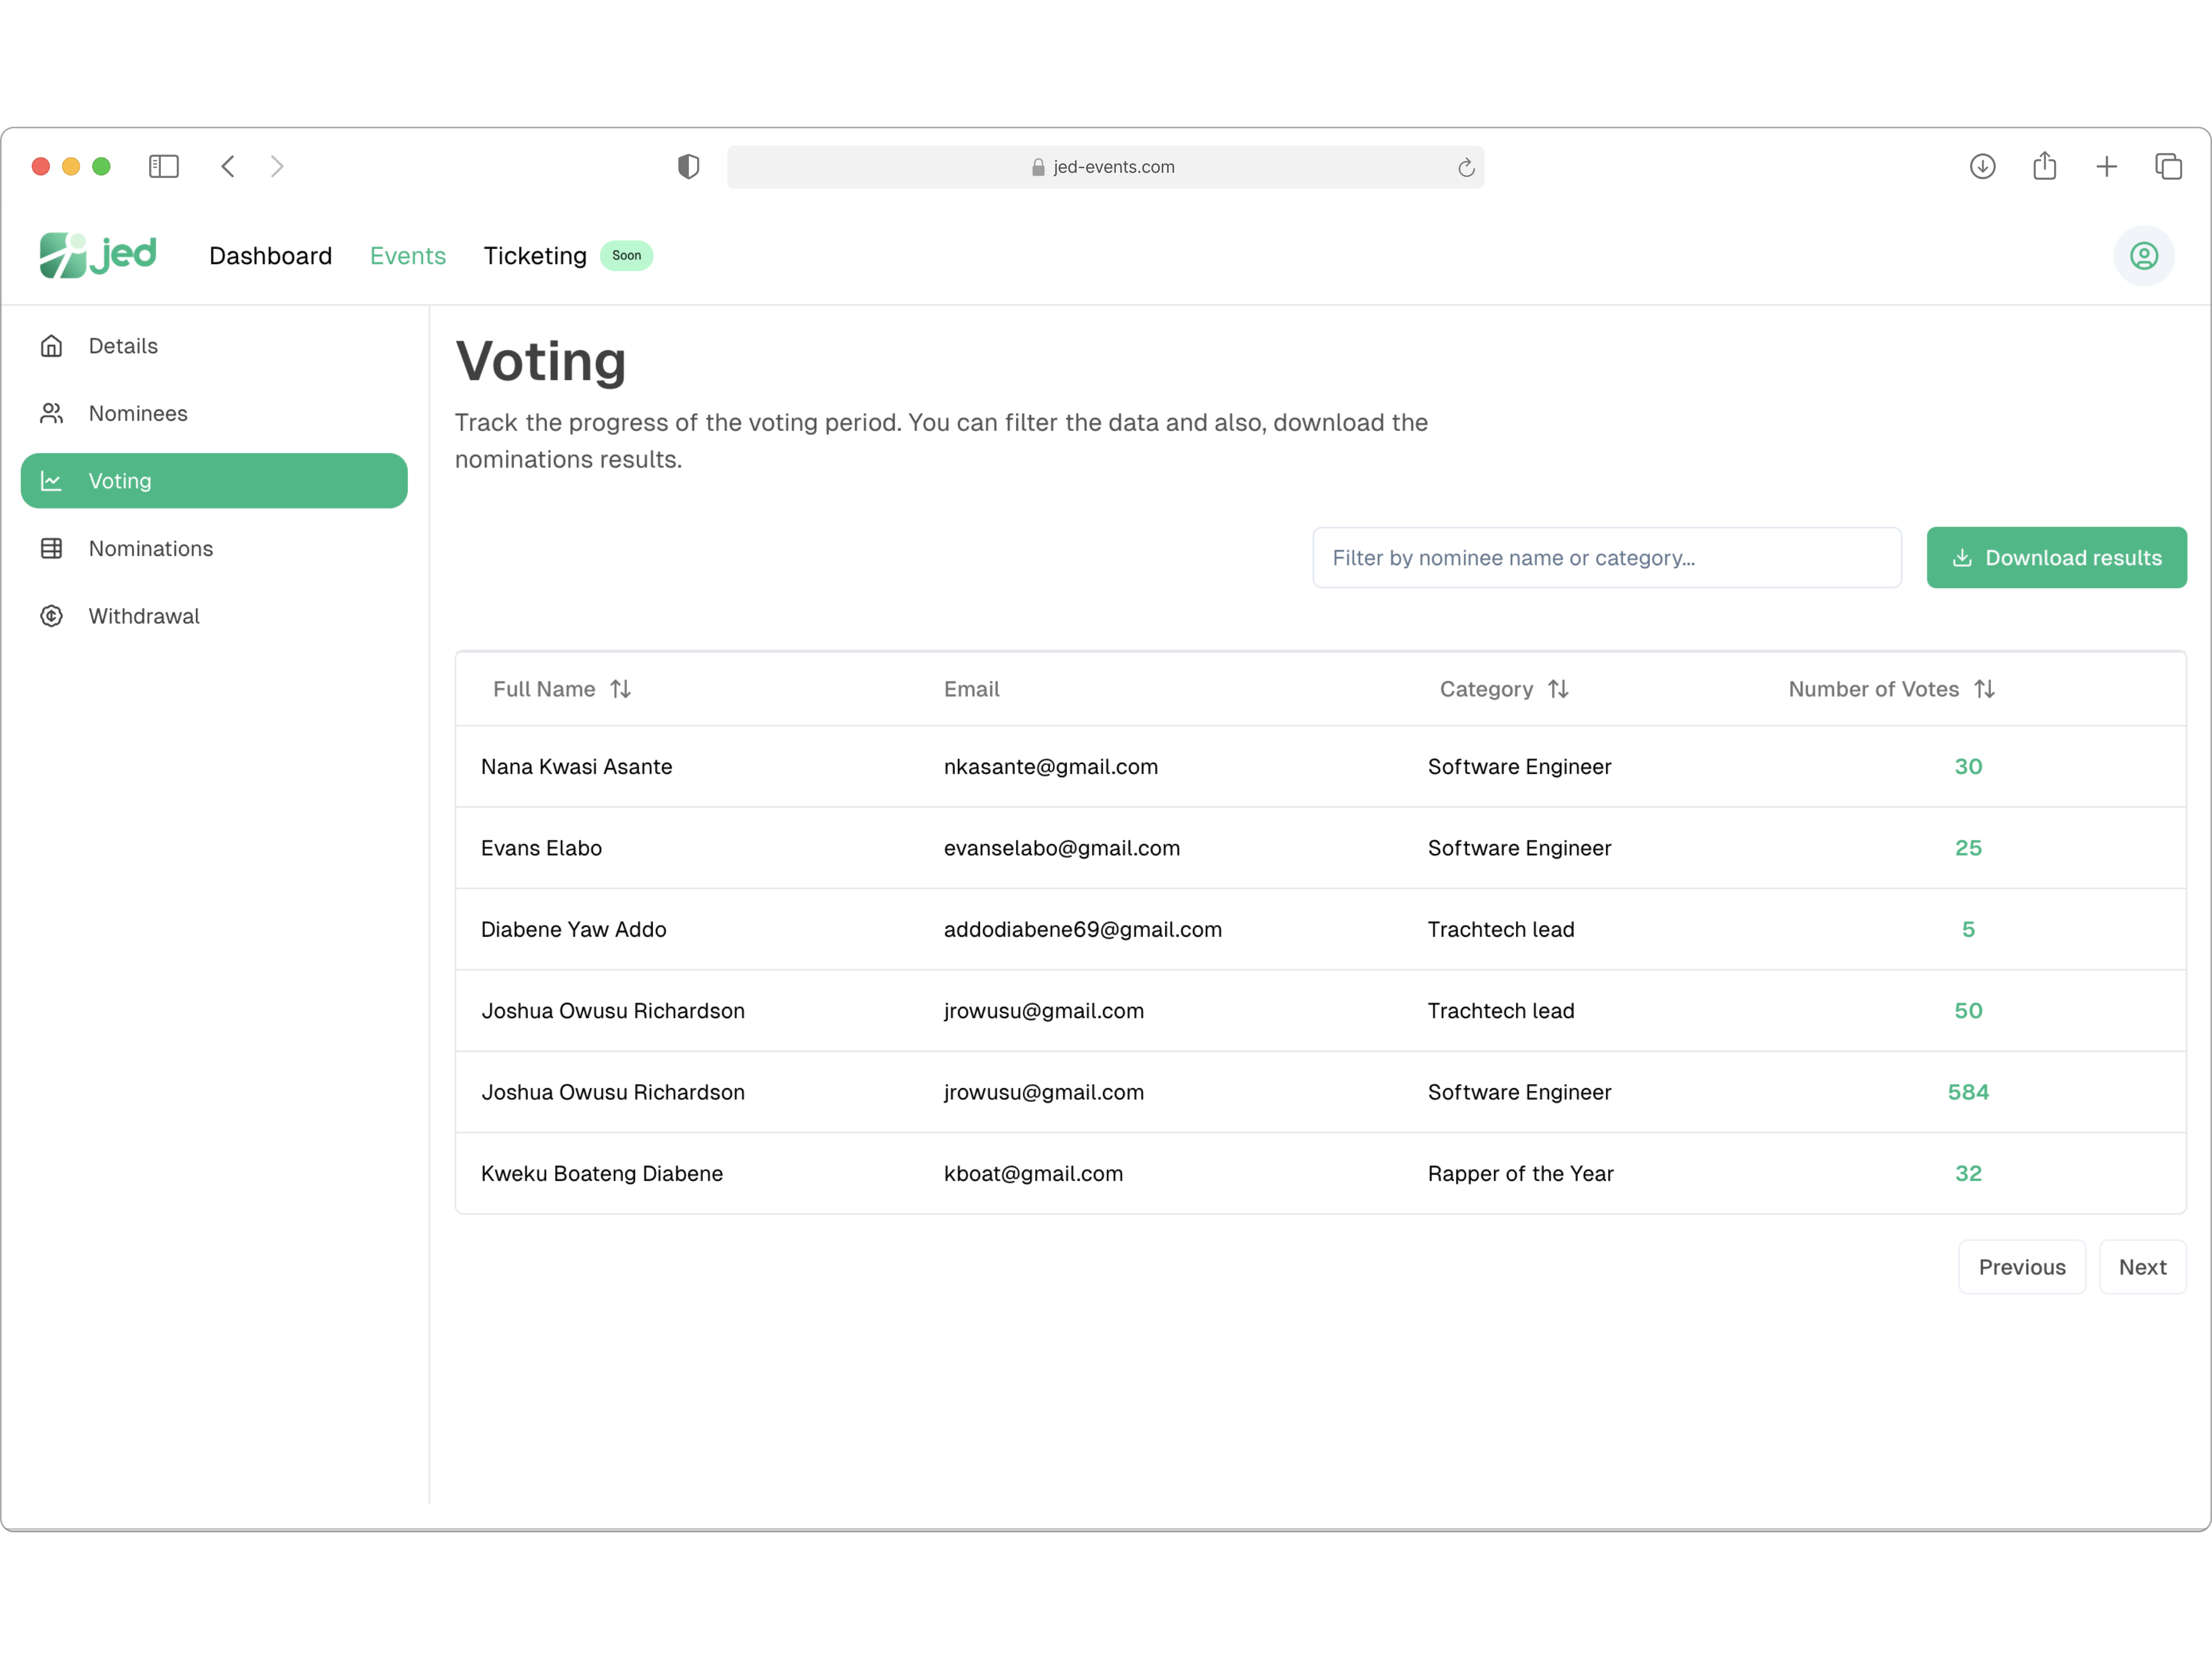 jed-events.com
jed
Dashboard Events Ticketing Soon
Details
Nominees
Voting
Nominations
Withdrawal
Voting
Track the progress of the voting period. You can filter the data and also, download the
nominations results.
Filter by nominee name or category...
Download results
Full Name Email Category Number of Votes
Nana Kwasi Asante nkasante@gmail.com Software Engineer 30
Evans Elabo evanselabo@gmail.com Software Engineer 25
Diabene Yaw Addo addodiabene69@gmail.com Trachtech lead 5
Joshua Owusu Richardson jrowusu@gmail.com Trachtech lead 50
Joshua Owusu Richardson jrowusu@gmail.com Software Engineer 584
Kweku Boateng Diabene kboat@gmail.com Rapper of the Year 32
Previous Next